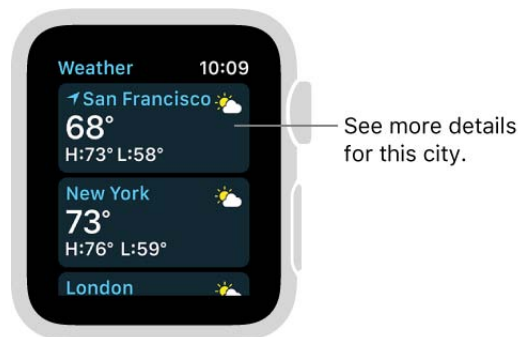 Weather 10:09
San Francisco
68°
H:73° L:58°
New York
73°
H:76° L:59°
London
See more details
for this city.